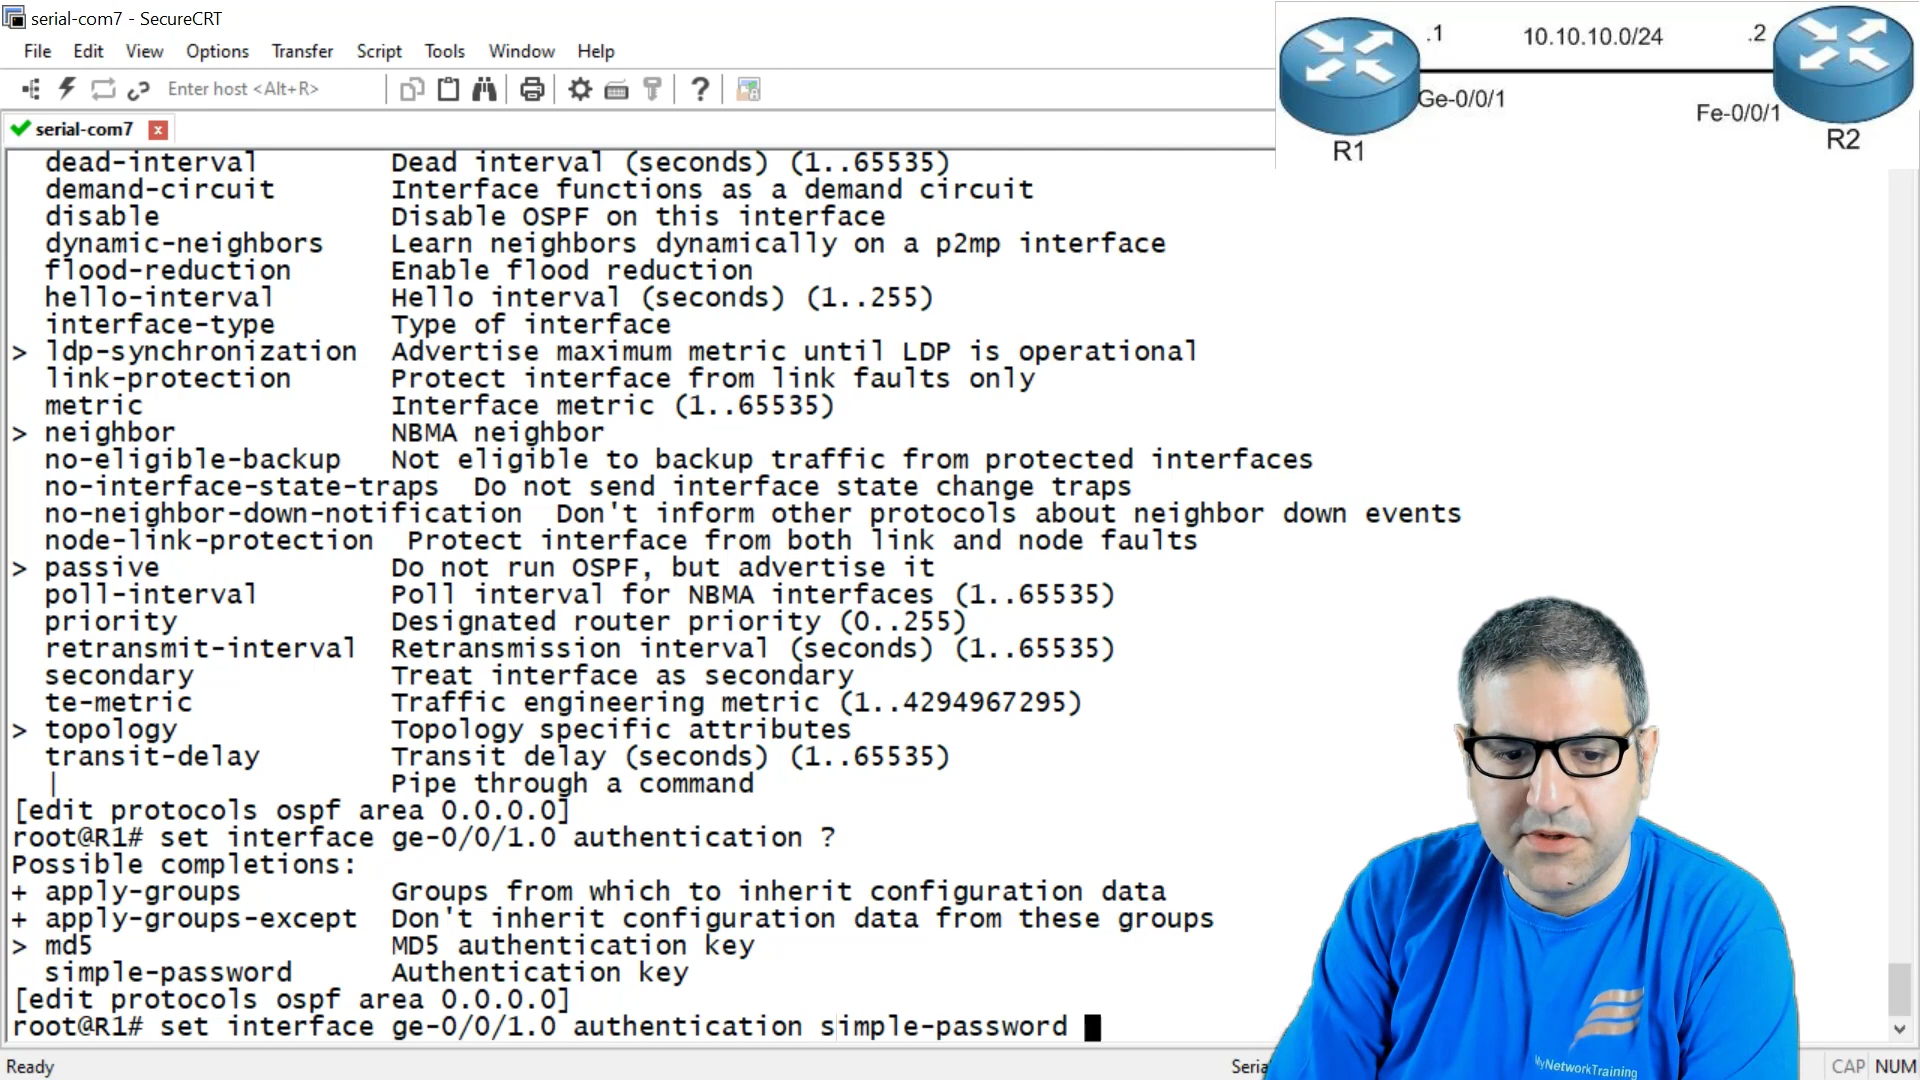 serial-com7 - SecureCRT
File Edit View Options Transfer Script Tools Window Help
Enter host <Alt+R>
serial-com7
.1 10.10.10.0/24 .2
Ge-0/0/1
Fe-0/0/1
R1
R2
dead-interval Dead interval (seconds) (1..65535)
demand-circuit Interface functions as a demand circuit
disable Disable OSPF on this interface
dynamic-neighbors Learn neighbors dynamically on a p2mp interface
flood-reduction Enable flood reduction
hello-interval Hello interval (seconds) (1..255)
interface-type Type of interface
> ldp-synchronization Advertise maximum metric until LDP is operational
link-protection Protect interface from link faults only
metric Interface metric (1..65535)
> neighbor NBMA neighbor
no-eligible-backup Not eligible to backup traffic from protected interfaces
no-interface-state-traps Do not send interface state change traps
no-neighbor-down-notification Don't inform other protocols about neighbor down events
node-link-protection Protect interface from both link and node faults
> passive Do not run OSPF, but advertise it
poll-interval Poll interval for NBMA interfaces (1..65535)
priority Designated router priority (0..255)
retransmit-interval Retransmission interval (seconds) (1..65535)
secondary Treat interface as secondary
te-metric Traffic engineering metric (1..4294967295)
> topology Topology specific attributes
transit-delay Transit delay (seconds) (1..65535)
| Pipe through a command
[edit protocols ospf area 0.0.0.0]
root@R1# set interface ge-0/0/1.0 authentication ?
Possible completions:
+ apply-groups Groups from which to inherit configuration data
+ apply-groups-except Don't inherit configuration data from these groups
> md5 MD5 authentication key
simple-password Authentication key
[edit protocols ospf area 0.0.0.0]
root@R1# set interface ge-0/0/1.0 authentication simple-password
MyNetworkTraining
Ready
CAP NUM